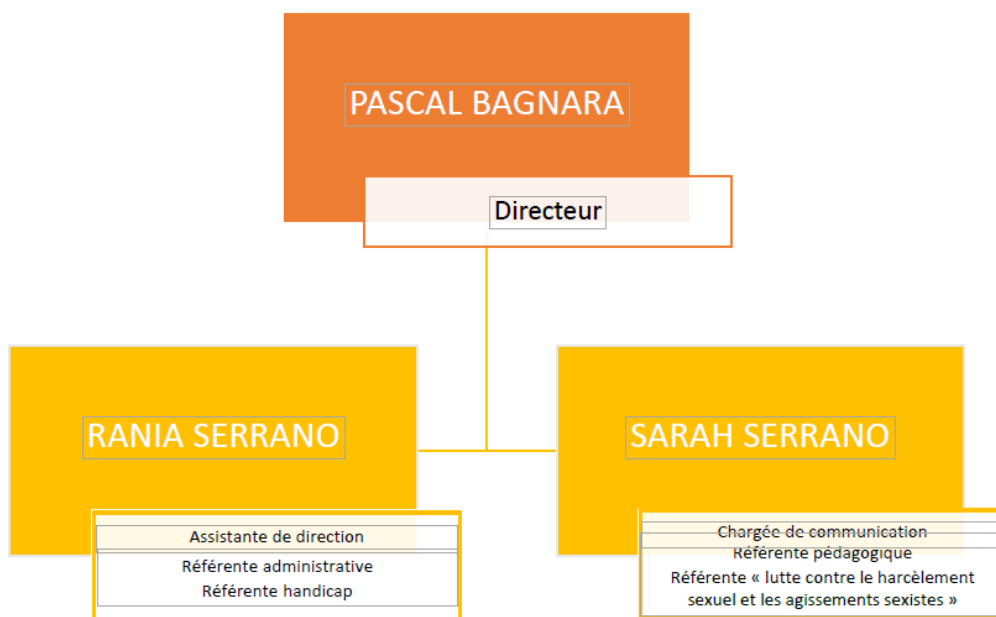 PASCAL BAGNARA
Directeur
RANIA SERRANO
Assistante de direction
Référente administrative
Référente handicap
SARAH SERRANO
Chargée de communication
Référente pédagogique
Référente « lutte contre le harcèlement
sexuel et les agissements sexistes »